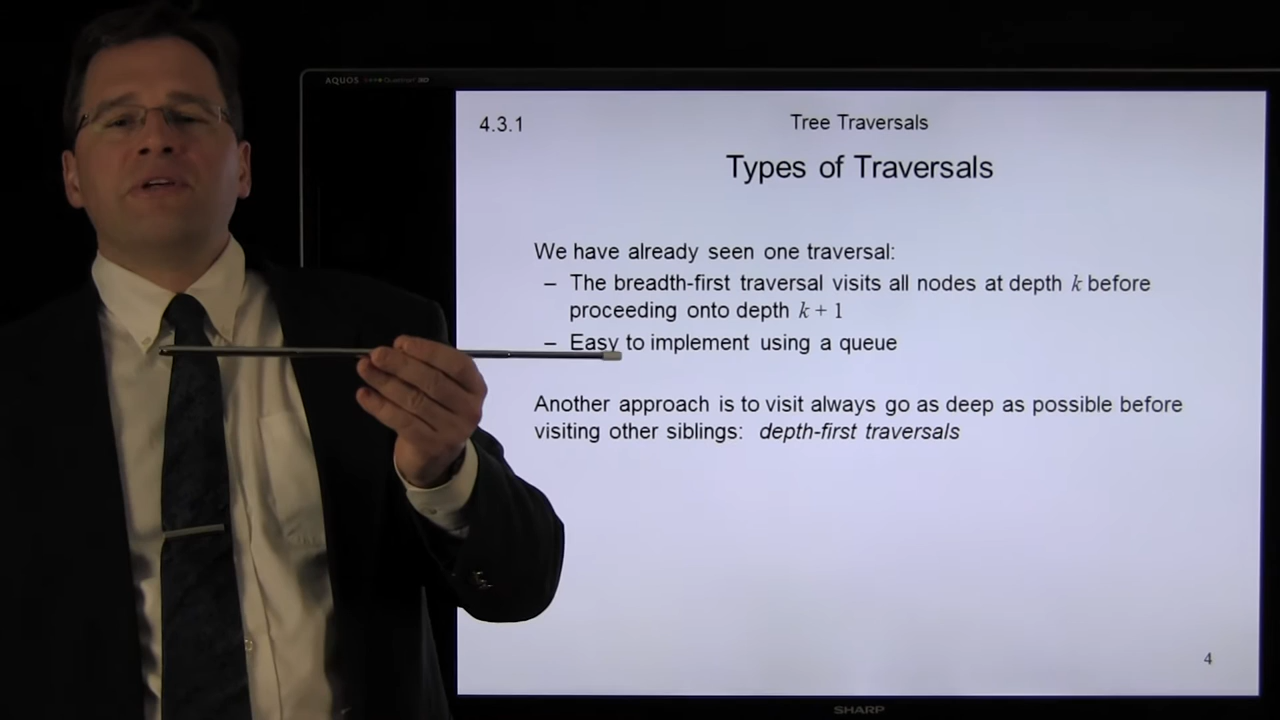 AQUOS
4.3.1
Tree Traversals
Types of Traversals
We have already seen one traversal:
– The breadth-first traversal visits all nodes at depth k before
proceeding onto depth k + 1
– Easy to implement using a queue
Another approach is to visit always go as deep as possible before
visiting other siblings: depth-first traversals
4
SHARP